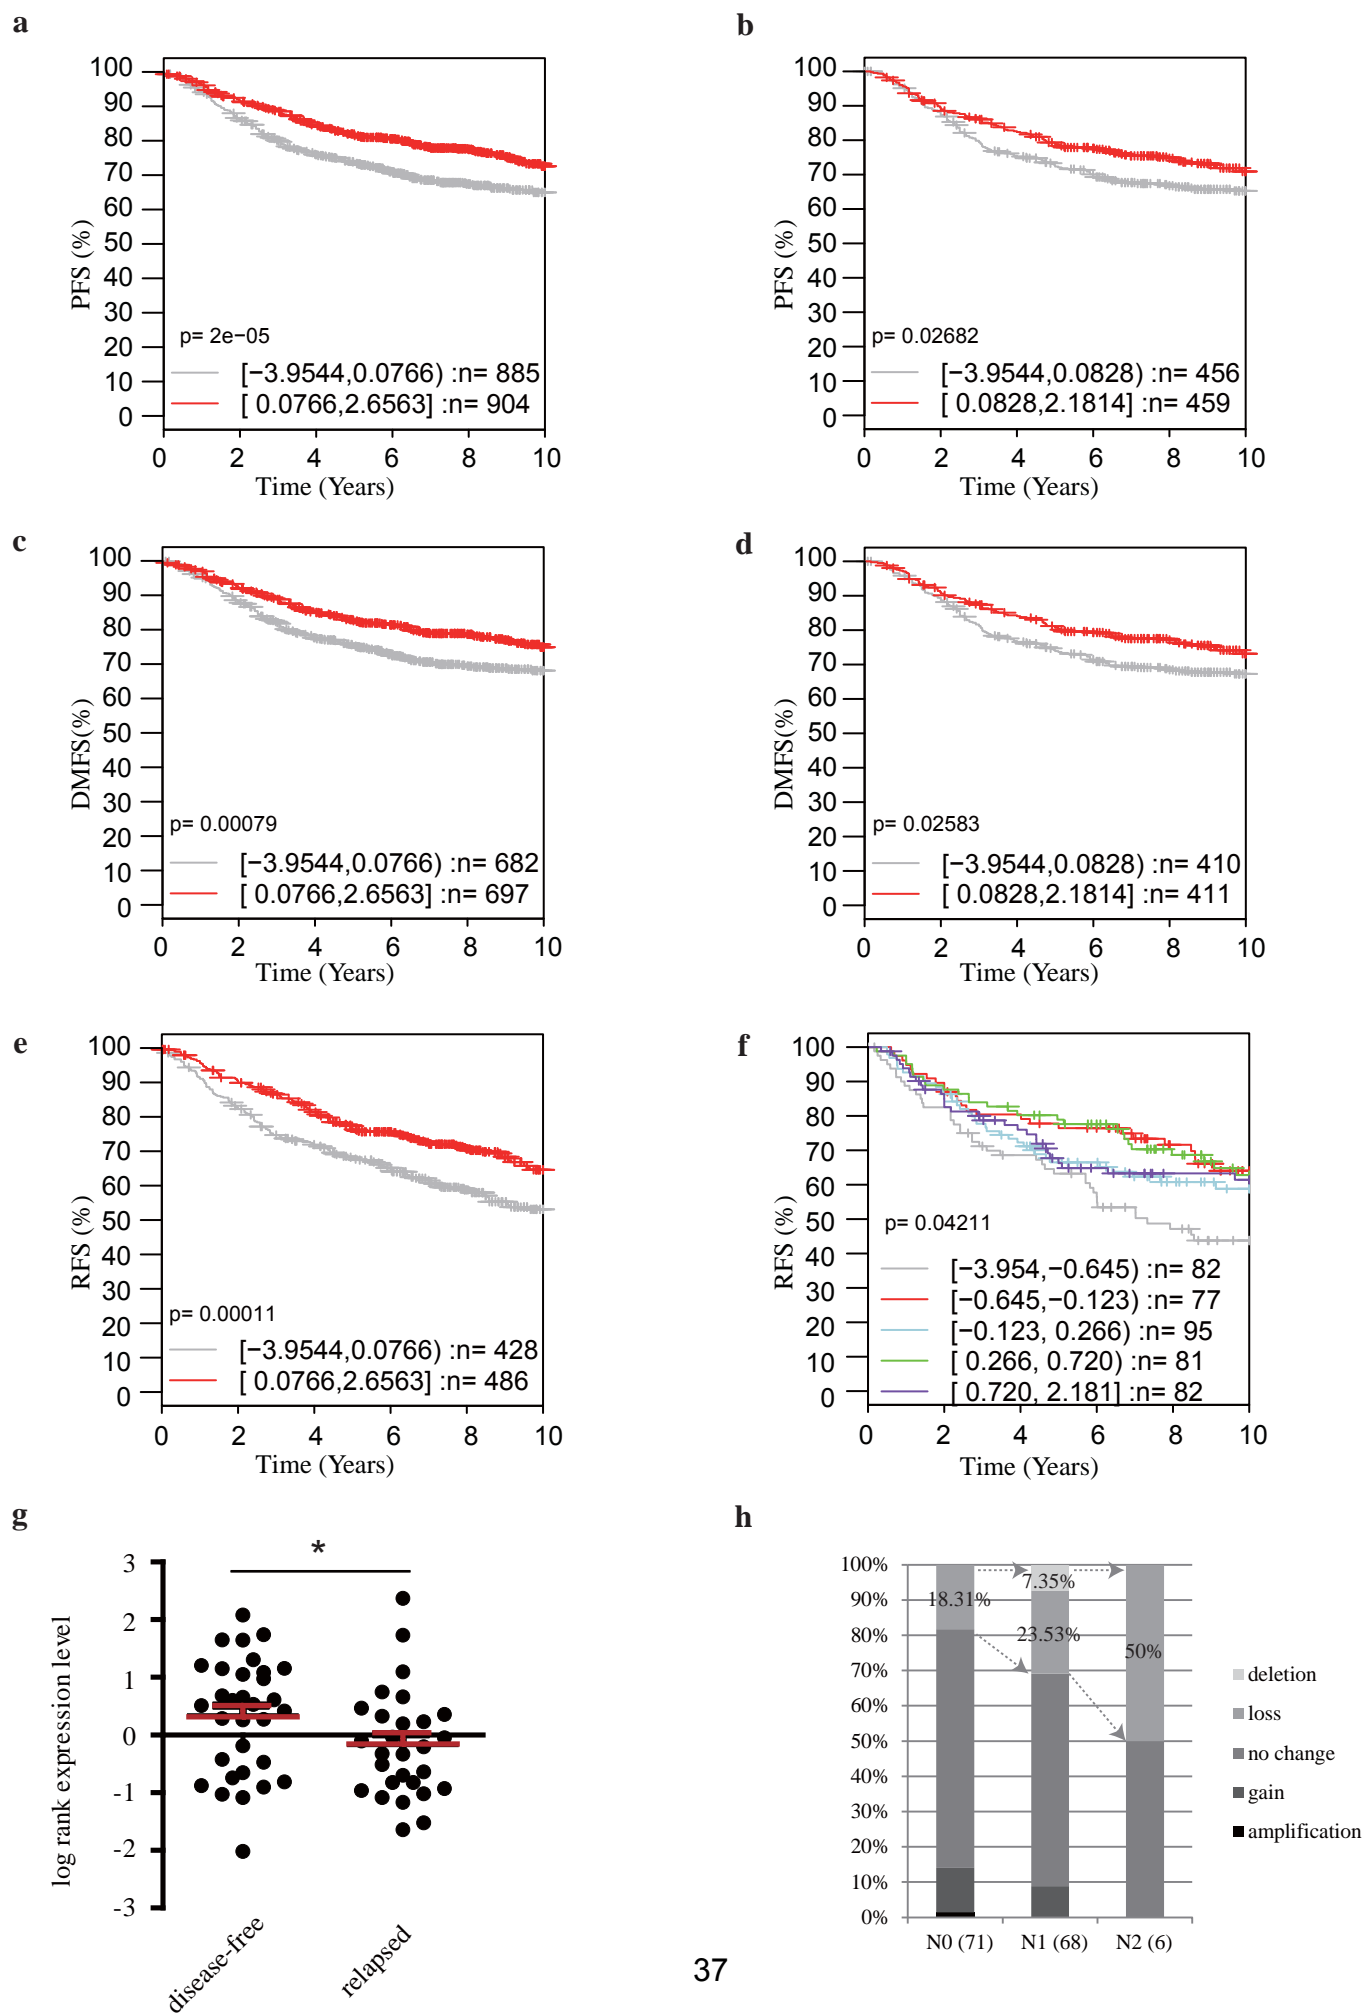 a
100
90
80
70
60
50
40
30
20
10
0
PFS (%)
p= 2e−05
[−3.9544,0.0766) :n= 885
[ 0.0766,2.6563] :n= 904
0 2 4 6 8 10
Time (Years)
b
100
90
80
70
60
50
40
30
20
10
0
PFS (%)
p= 0.02682
[−3.9544,0.0828) :n= 456
[ 0.0828,2.1814] :n= 459
0 2 4 6 8 10
Time (Years)
c
100
90
80
70
60
50
40
30
20
10
0
DMFS(%)
p= 0.00079
[−3.9544,0.0766) :n= 682
[ 0.0766,2.6563] :n= 697
0 2 4 6 8 10
Time (Years)
d
100
90
80
70
60
50
40
30
20
10
0
DMFS(%)
p= 0.02583
[−3.9544,0.0828) :n= 410
[ 0.0828,2.1814] :n= 411
0 2 4 6 8 10
Time (Years)
e
100
90
80
70
60
50
40
30
20
10
0
RFS (%)
p= 0.00011
[−3.9544,0.0766) :n= 428
[ 0.0766,2.6563] :n= 486
0 2 4 6 8 10
Time (Years)
f
100
90
80
70
60
50
40
30
20
10
0
RFS (%)
p= 0.04211
[−3.954,−0.645) :n= 82
[−0.645,−0.123) :n= 77
[−0.123, 0.266) :n= 95
[ 0.266, 0.720) :n= 81
[ 0.720, 2.181] :n= 82
0 2 4 6 8 10
Time (Years)
g
*
3
2
1
0
-1
-2
-3
log rank expression level
disease-free
relapsed
h
100%
90%
80%
70%
60%
50%
40%
30%
20%
10%
0%
18.31%
7.35%
23.53%
50%
deletion
loss
no change
gain
amplification
N0 (71) N1 (68) N2 (6)
37